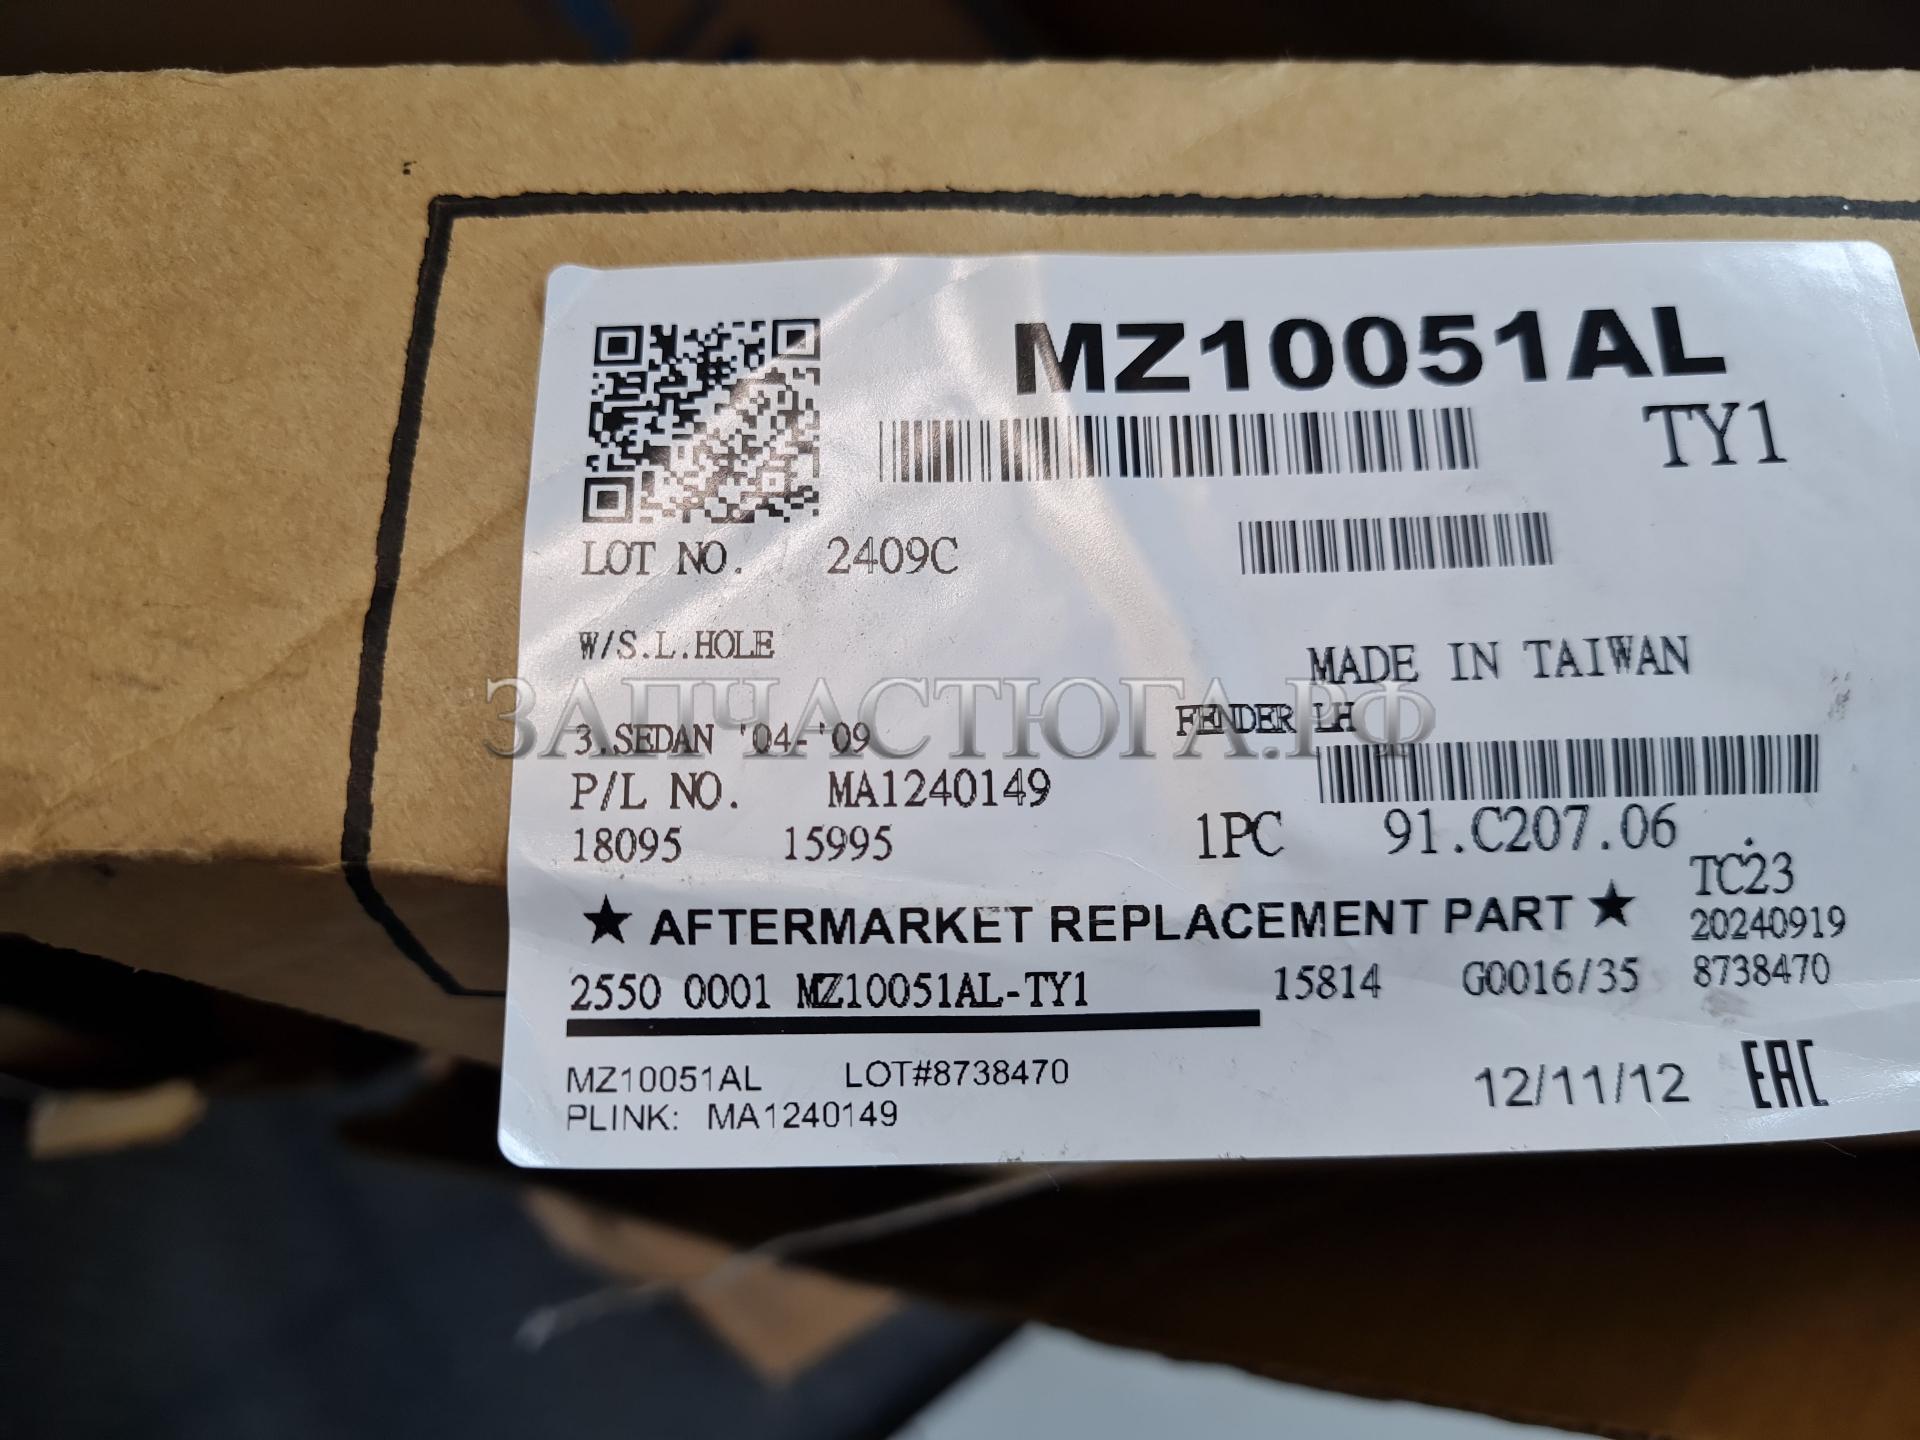 MZ10051AL
TY1
LOT NO. 2409C
W/S.L.HOLE
MADE IN TAIWAN
ЗАПЧАСТЮГА.РФ
3.SEDAN '04-'09 FENDER LH
P/L NO. MA1240149
18095 15995 1PC 91.C207.06
TC23
★ AFTERMARKET REPLACEMENT PART ★ 20240919
2550 0001 MZ10051AL-TY1 15814 G0016/35 8738470
MZ10051AL LOT#8738470 12/11/12 EAC
PLINK: MA1240149